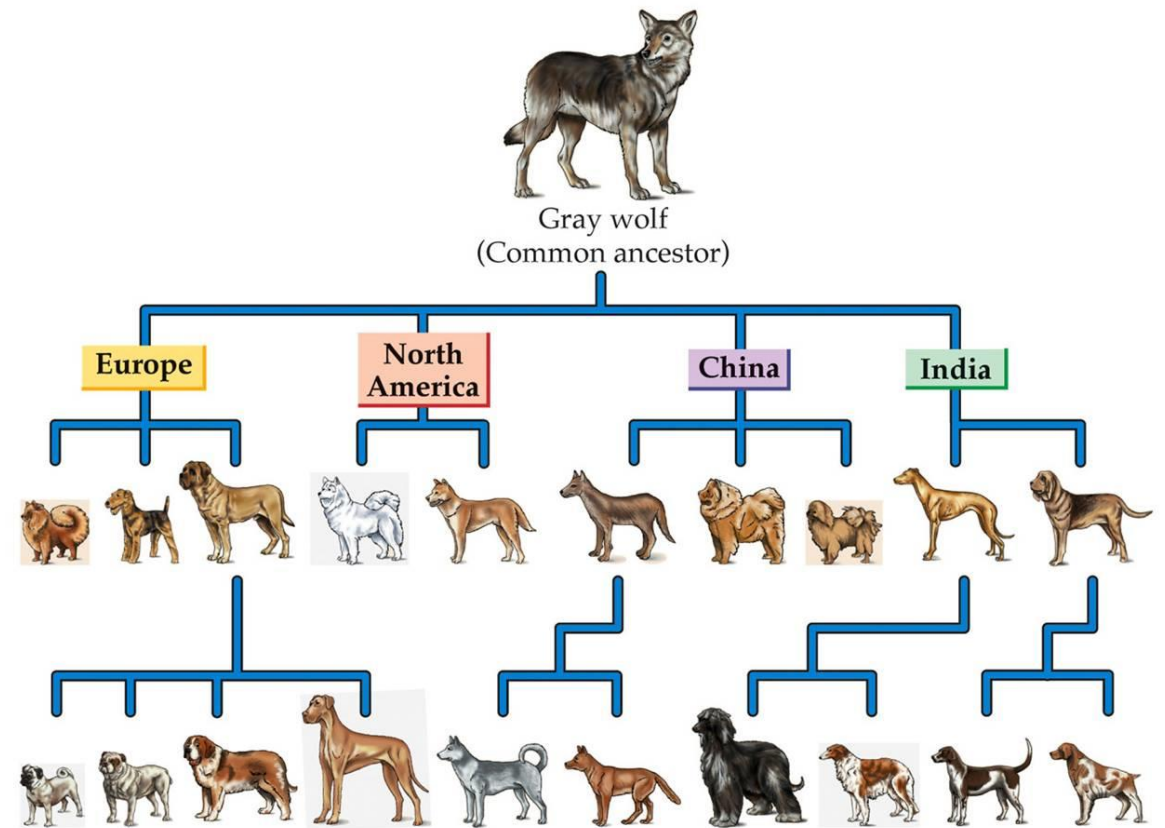 Gray wolf
(Common ancestor)
Europe
North
America
China
India